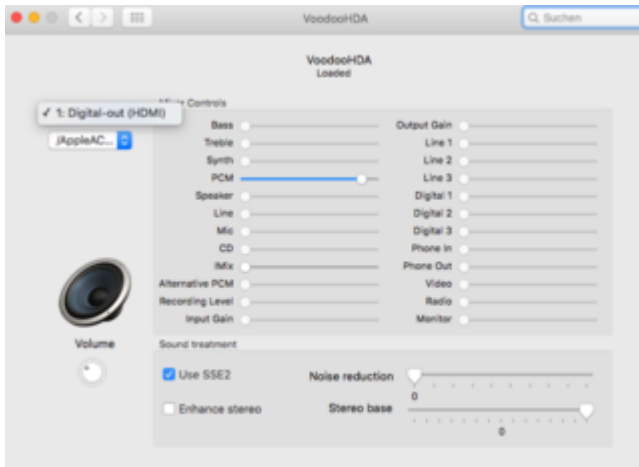 VoodooHDA
Suchen
VoodooHDA
Loaded
Mixer Controls
✓ 1: Digital-out (HDMI)
/AppleAC...
Bass
Treble
Synth
PCM
Speaker
Line
Mic
CD
IMix
Alternative PCM
Recording Level
Input Gain
Output Gain
Line 1
Line 2
Line 3
Digital 1
Digital 2
Digital 3
Phone In
Phone Out
Video
Radio
Monitor
Volume
Sound treatment
Use SSE2
Enhance stereo
Noise reduction
0
Stereo base
0